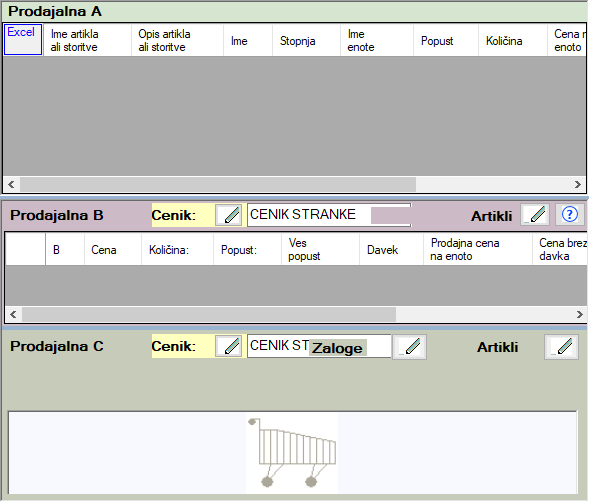 Prodajalna A
Excel Ime artikla ali storitve Opis artikla ali storitve Ime Stopnja Ime enote Popust Količina Cena n enoto
Prodajalna B Cenik: CENIK STRANKE Artikli ?
B Cena Količina: Popust: Ves popust Davek Prodajna cena na enoto Cena brez davka
Prodajalna C Cenik: CENIK ST Zaloge Artikli